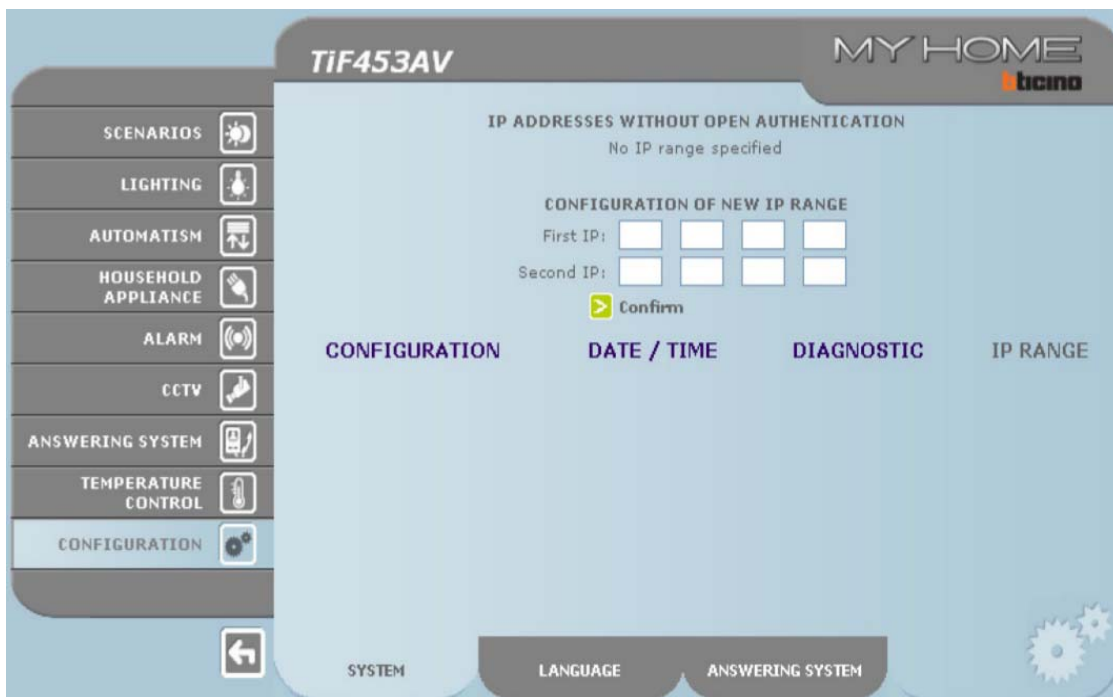 TiF453AV
MY HOME
bticino
SCENARIOS
LIGHTING
AUTOMATISM
HOUSEHOLD
APPLIANCE
ALARM
CCTV
ANSWERING SYSTEM
TEMPERATURE
CONTROL
CONFIGURATION
IP ADDRESSES WITHOUT OPEN AUTHENTICATION
No IP range specified
CONFIGURATION OF NEW IP RANGE
First IP:
Second IP:
Confirm
CONFIGURATION DATE / TIME DIAGNOSTIC IP RANGE
SYSTEM LANGUAGE ANSWERING SYSTEM